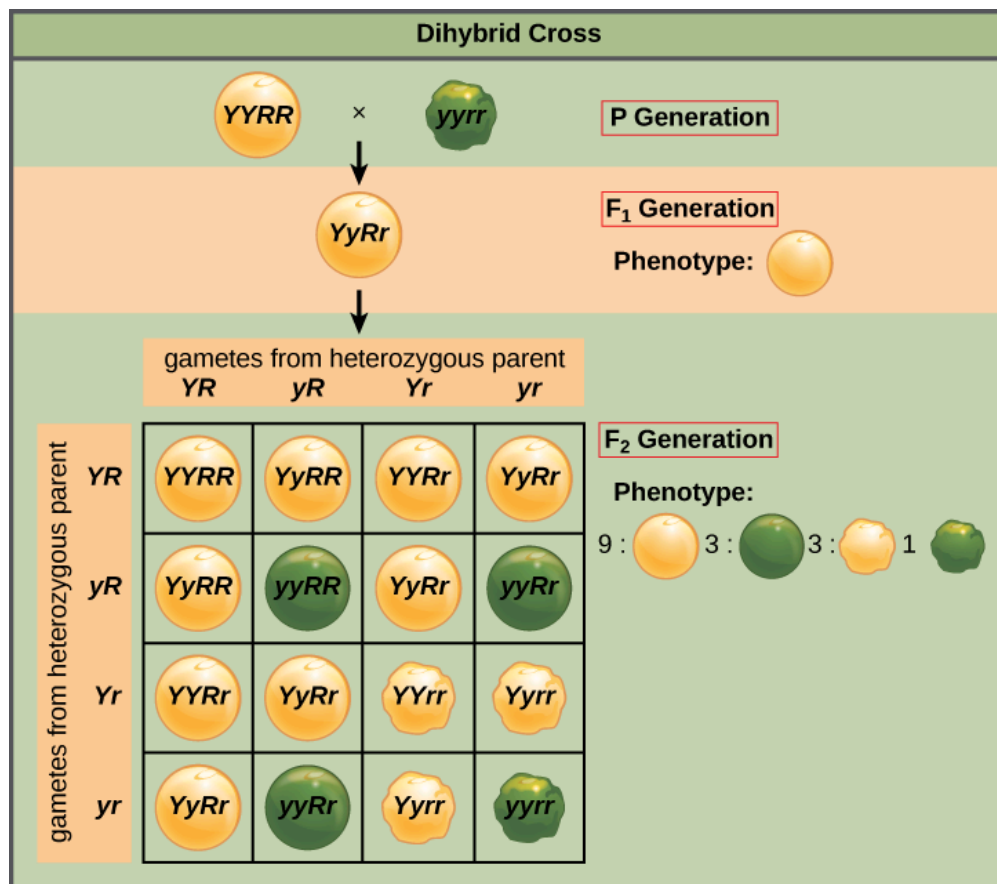 Dihybrid Cross
YYRR × yyrr
P Generation
YyRr
F₁ Generation
Phenotype:
gametes from heterozygous parent
YR yR Yr yr
gametes from heterozygous parent
YR YYRR YyRR YYRr YyRr
yR YyRR yyRR YyRr yyRr
Yr YYRr YyRr YYrr Yyrr
yr YyRr yyRr Yyrr yyrr
F₂ Generation
Phenotype:
9 : 3 : 3 : 1